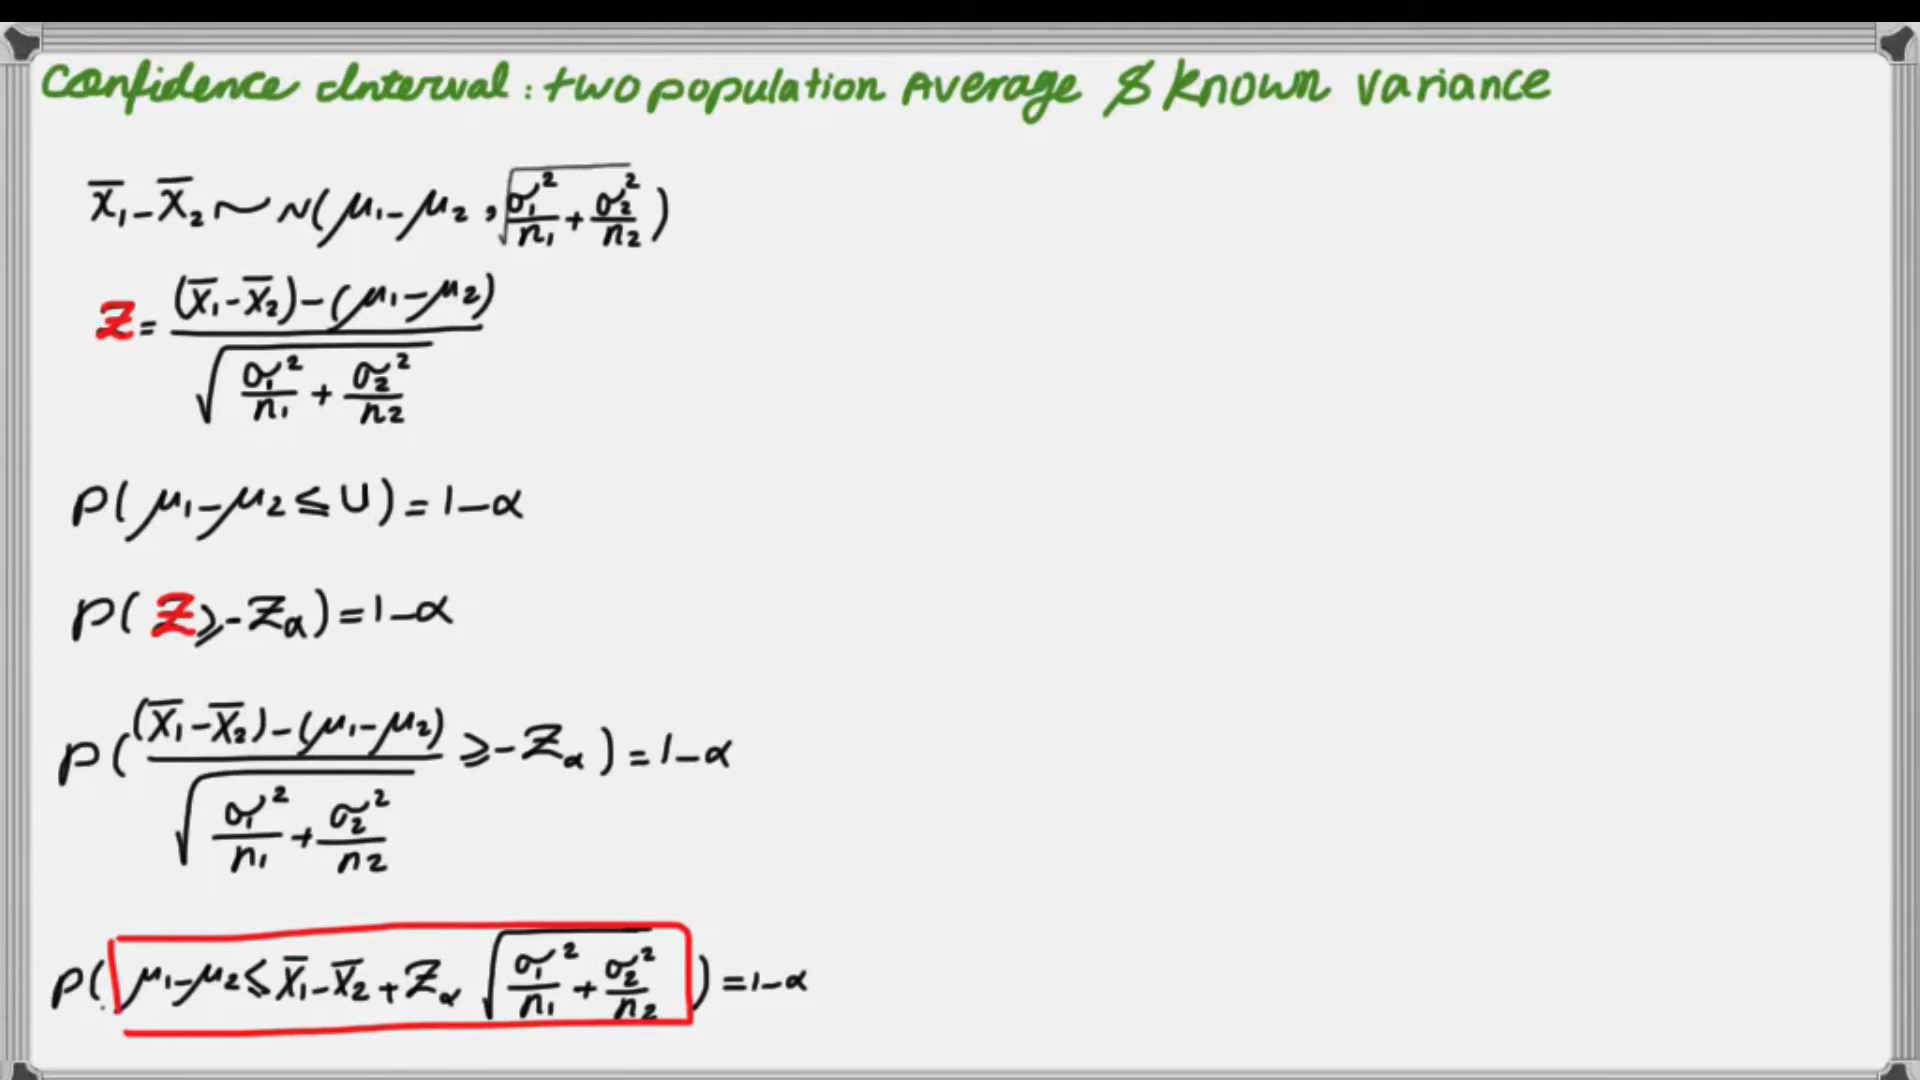 Confidence Interval: two population Average & known variance
X̄₁-X̄₂ ~ N(μ₁-μ₂, √(σ₁²/n₁ + σ₂²/n₂))
Z = ((X̄₁-X̄₂)-(μ₁-μ₂)) / √(σ₁²/n₁ + σ₂²/n₂)
P(μ₁-μ₂ ≤ U) = 1-α
P(Z ≥ -Zα) = 1-α
P(((X̄₁-X̄₂)-(μ₁-μ₂)) / √(σ₁²/n₁ + σ₂²/n₂) ≥ -Zα) = 1-α
P(μ₁-μ₂ ≤ X̄₁-X̄₂ + Zα √(σ₁²/n₁ + σ₂²/n₂)) = 1-α